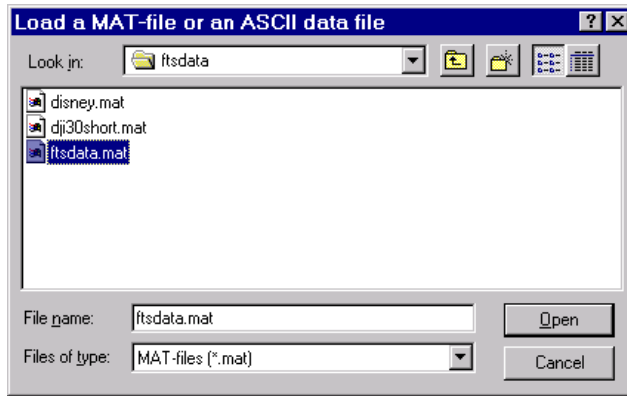 Load a MAT-file or an ASCII data file
Look in: ftsdata
disney.mat
dji30short.mat
ftsdata.mat
File name: ftsdata.mat Open
Files of type: MAT-files (*.mat) Cancel